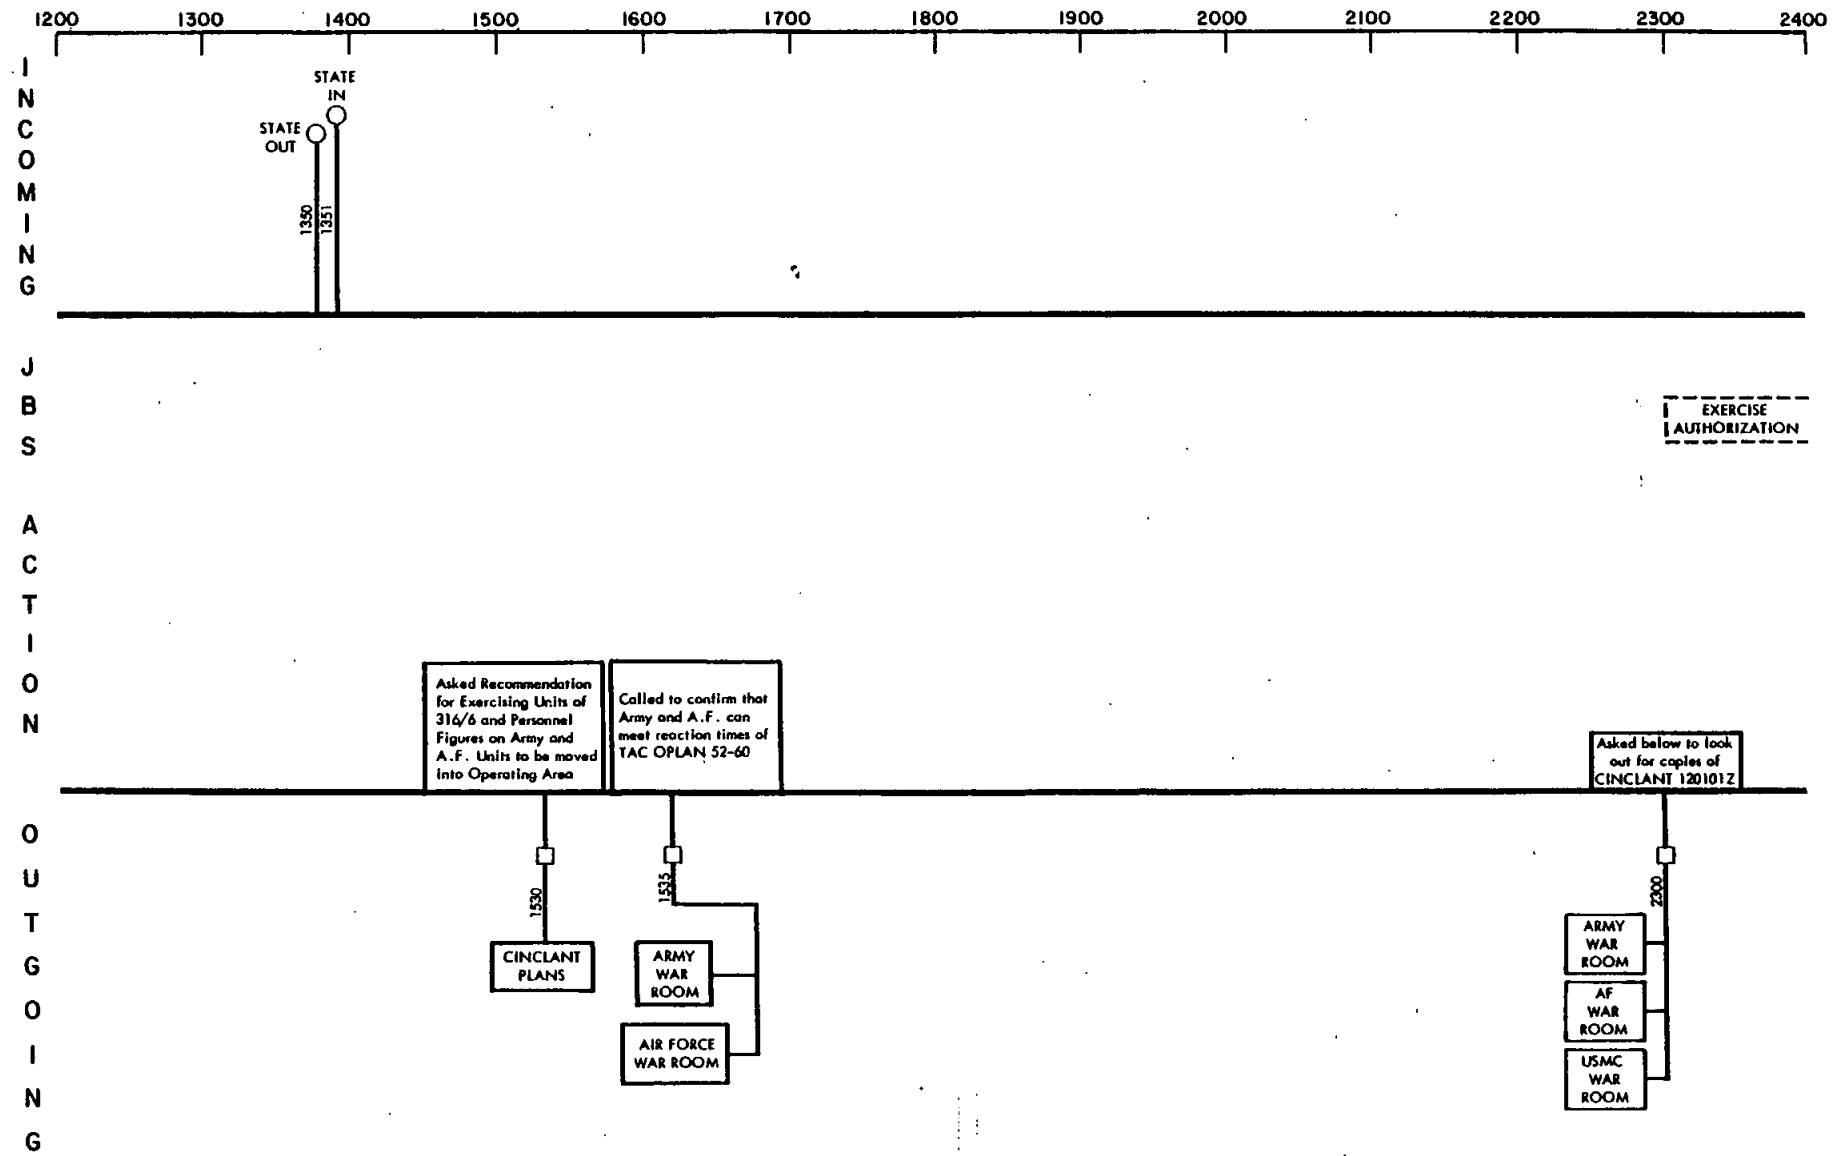 1200 1300 1400 1500 1600 1700 1800 1900 2000 2100 2200 2300 2400
INCOMING
STATE
IN
STATE
OUT
1350
1351
JBS ACTION
EXERCISE
AUTHORIZATION
Asked Recommendation
for Exercising Units of
316/6 and Personnel
Figures on Army and
A.F. Units to be moved
into Operating Area
Called to confirm that
Army and A.F. can
meet reaction times of
TAC OPLAN 52-60
Asked below to look
out for copies of
CINCLANT 120101Z
OUTGOING
1530
CINCLANT
PLANS
1535
ARMY
WAR
ROOM
AIR FORCE
WAR ROOM
2300
ARMY
WAR
ROOM
AF
WAR
ROOM
USMC
WAR
ROOM